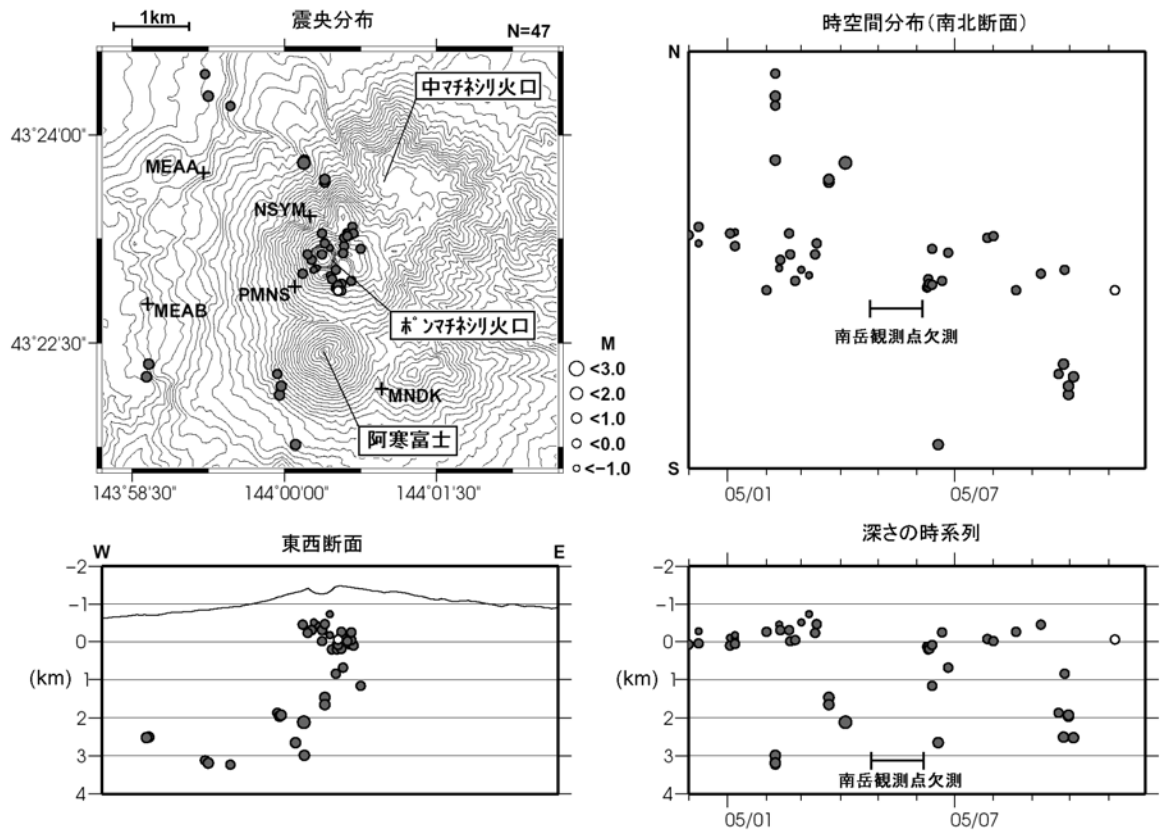 1km
震央分布
N=47
中ﾏﾁﾈｼﾘ火口
43°24'00"
MEAA
NSYM
PMNS
MEAB
ﾎﾟﾝﾏﾁﾈｼﾘ火口
43°22'30"
MNDK
阿寒富士
M
<3.0
<2.0
<1.0
<0.0
<-1.0
143°58'30"
144°00'00"
144°01'30"
時空間分布(南北断面)
N
南岳観測点欠測
S
05/01
05/07
東西断面
W
E
-2
-1
0
(km)
1
2
3
4
深さの時系列
-2
-1
0
(km)
1
2
3
4
南岳観測点欠測
05/01
05/07